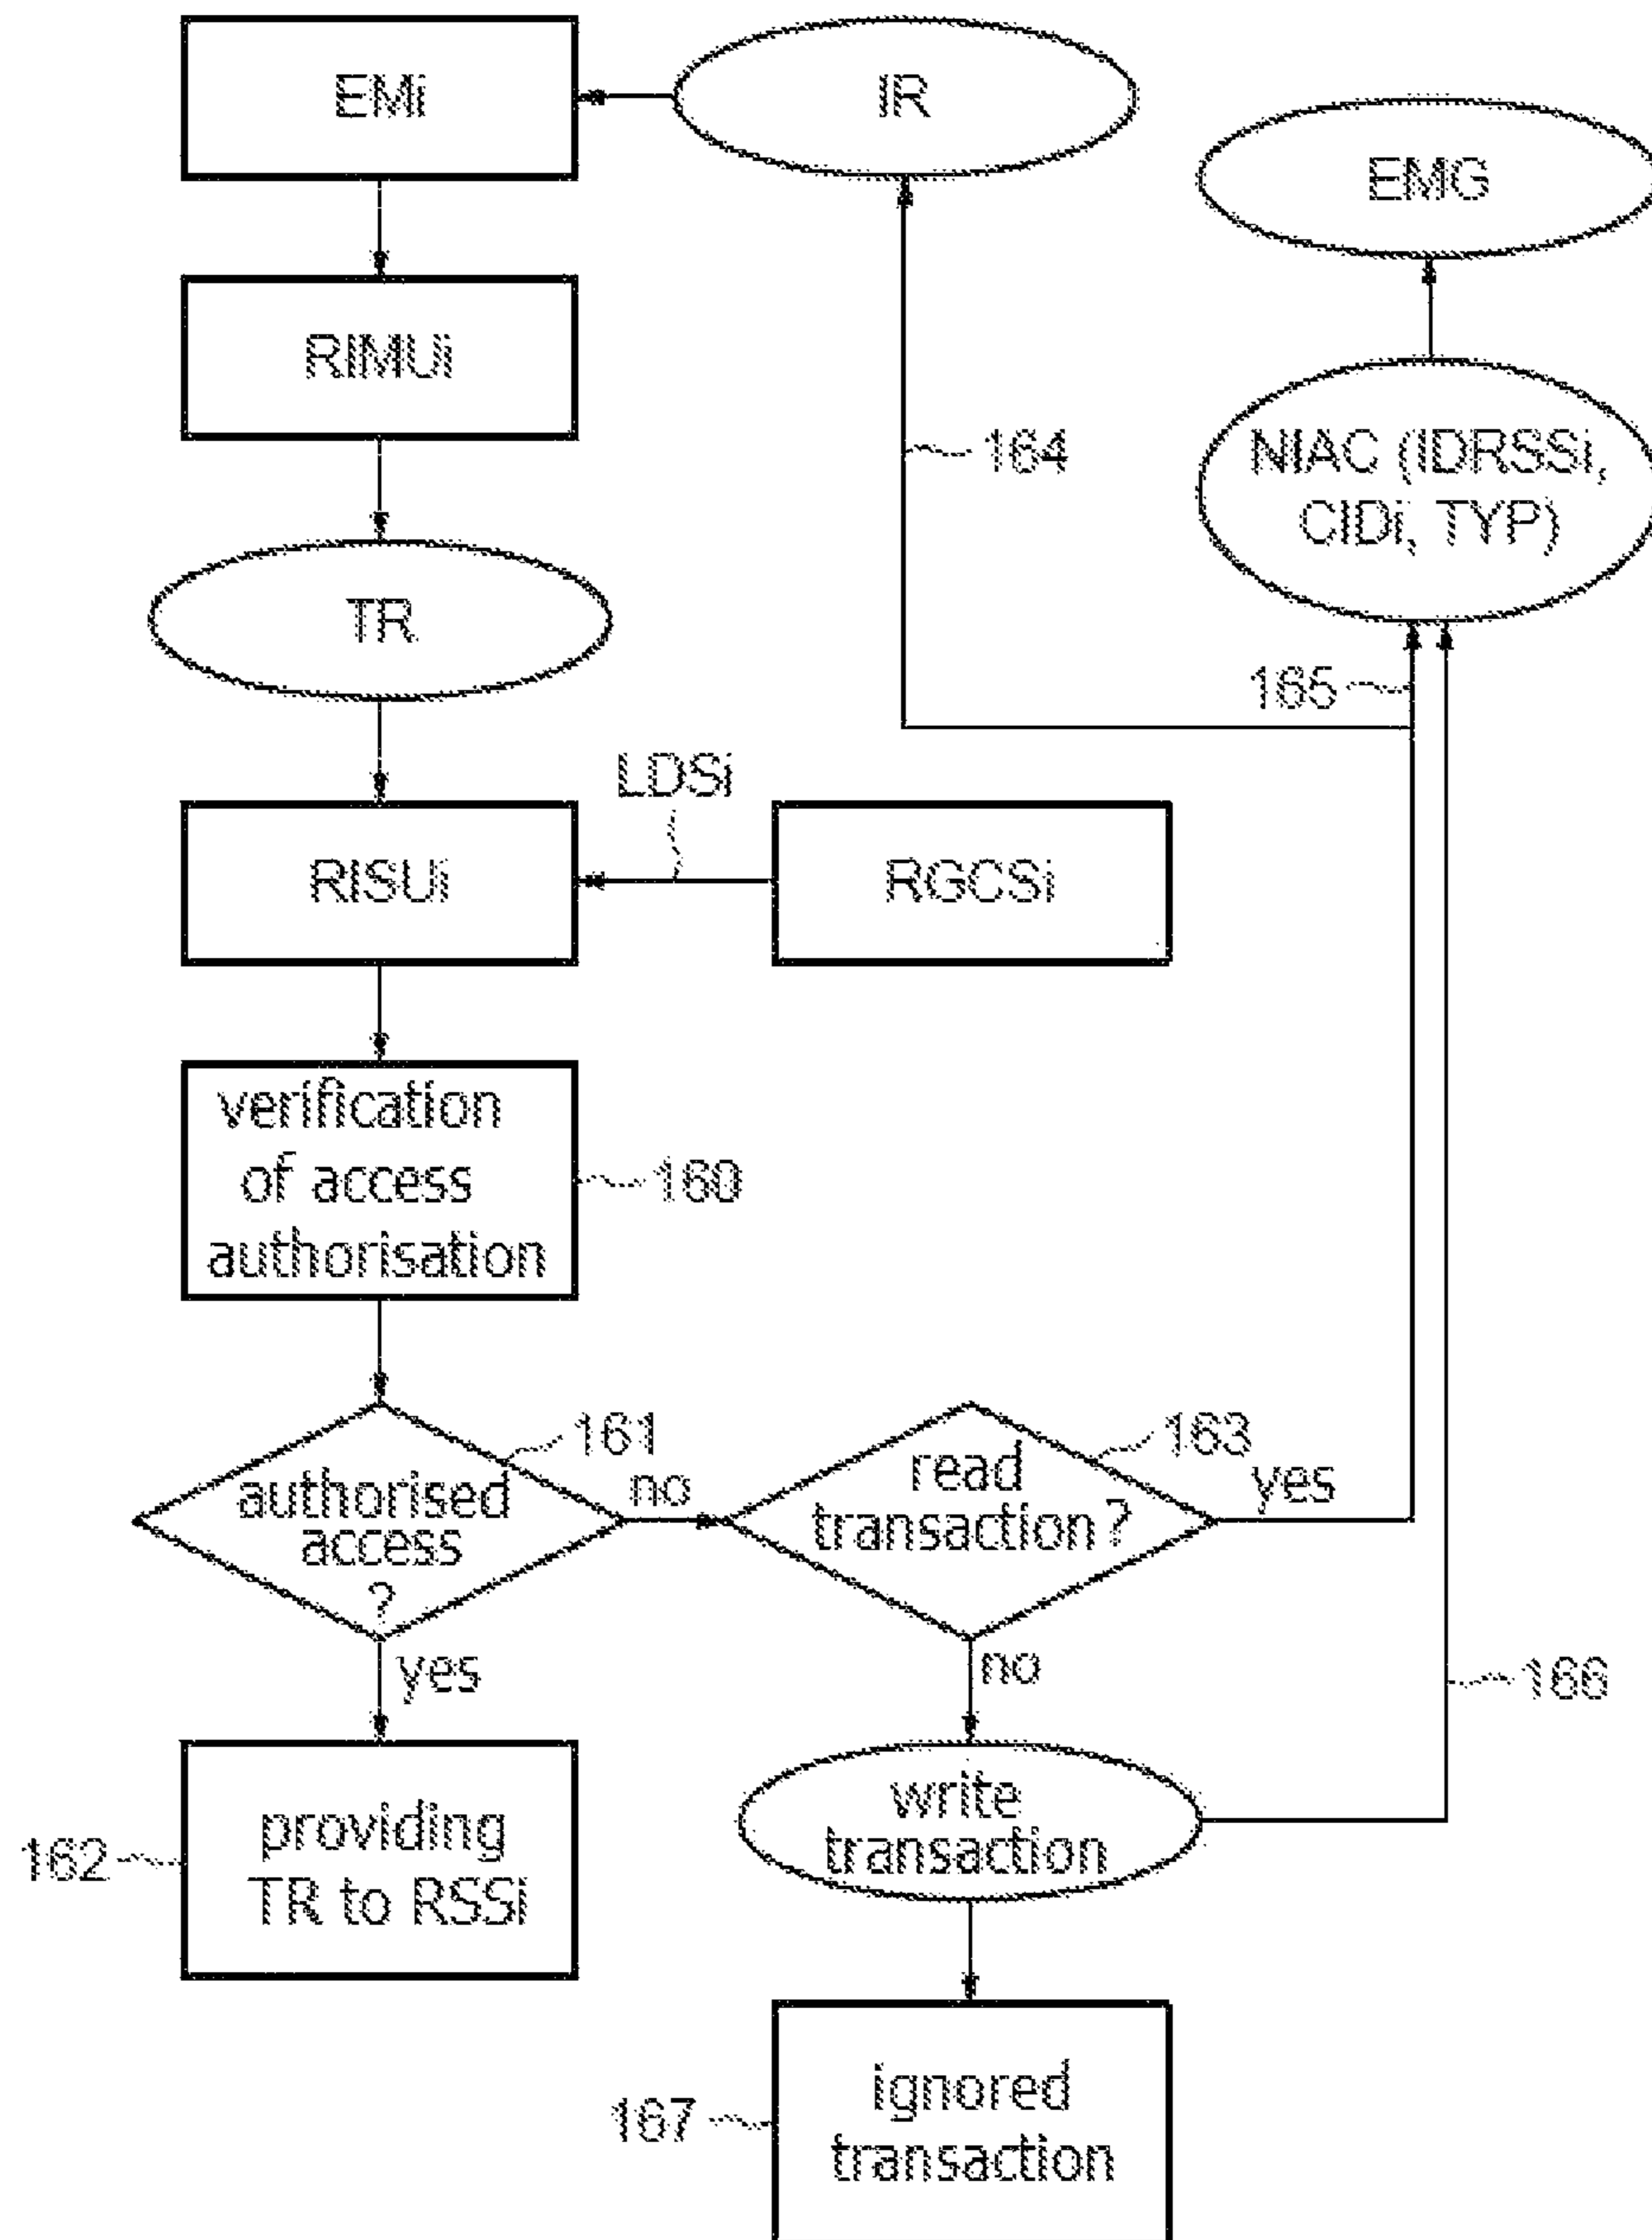 EMi
IR
EMG
RIMUi
164
NIAC (IDRSSi,
CIDi, TYP)
TR
165
LDSi
RISUi
RGCSi
verification
of access
authorisation
160
161
authorised
access
?
no
163
read
transaction?
yes
yes
no
166
162
providing
TR to RSSi
write
transaction
167
ignored
transaction